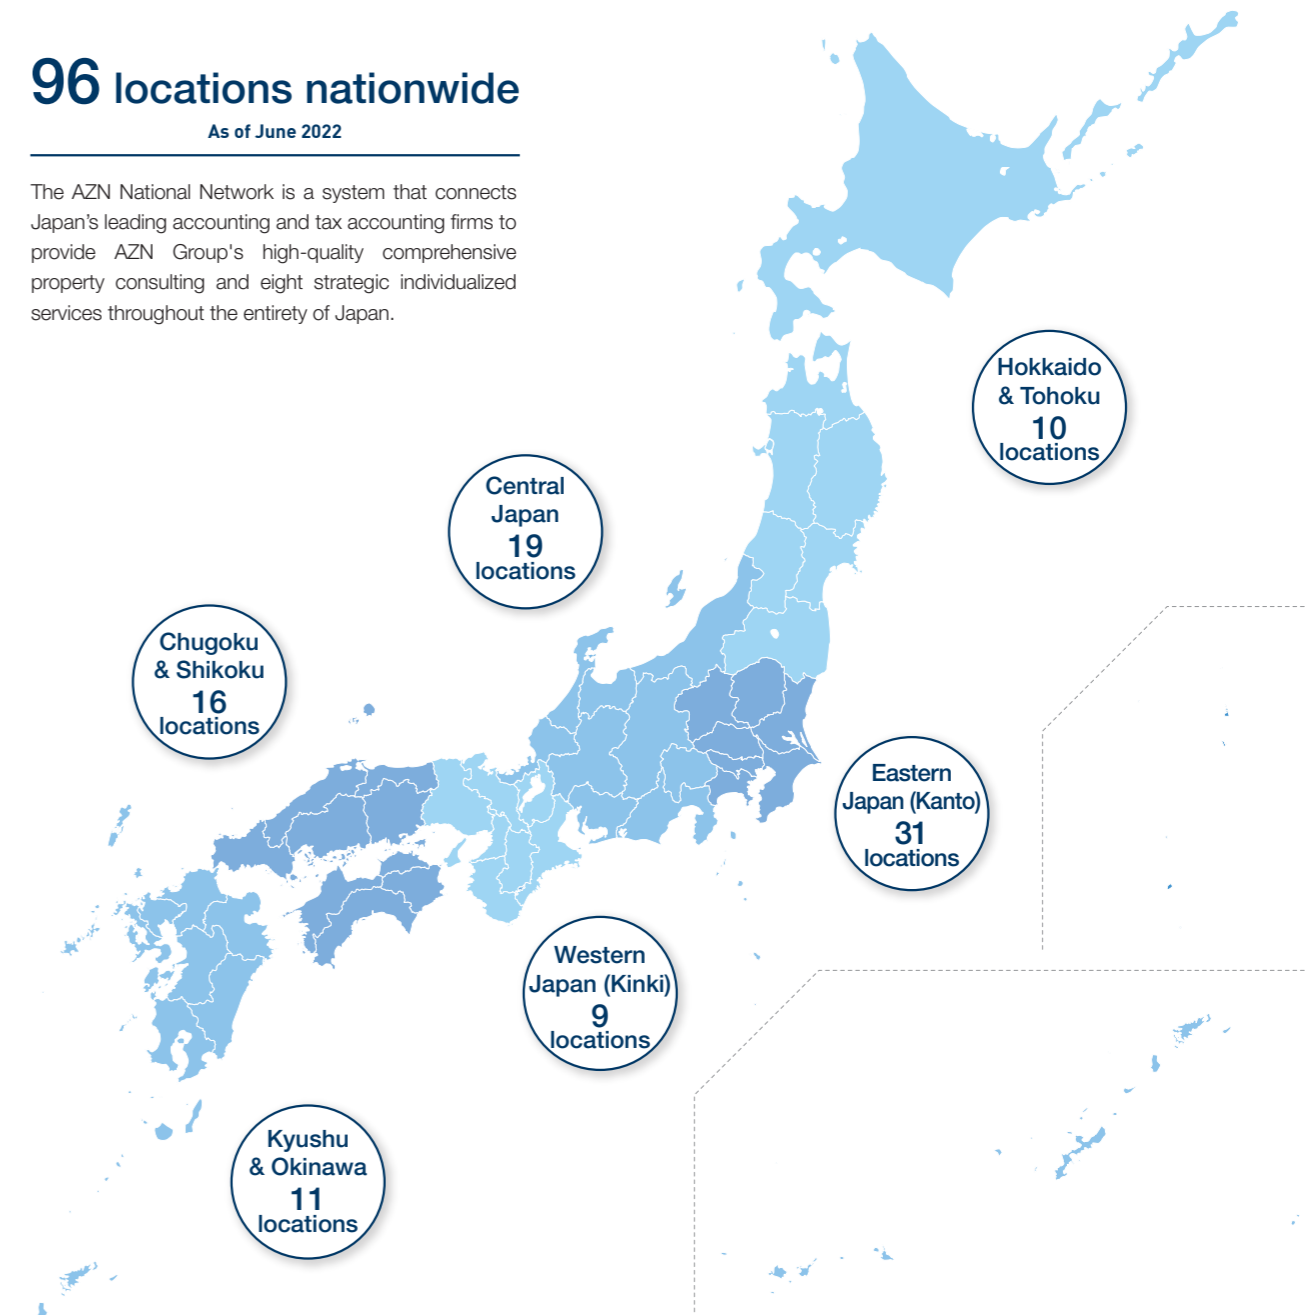 96 locations nationwide
As of June 2022
The AZN National Network is a system that connects
Japan’s leading accounting and tax accounting firms to
provide AZN Group's high-quality comprehensive
property consulting and eight strategic individualized
services throughout the entirety of Japan.
Hokkaido
& Tohoku
10
locations
Central
Japan
19
locations
Chugoku
& Shikoku
16
locations
Eastern
Japan (Kanto)
31
locations
Western
Japan (Kinki)
9
locations
Kyushu
& Okinawa
11
locations